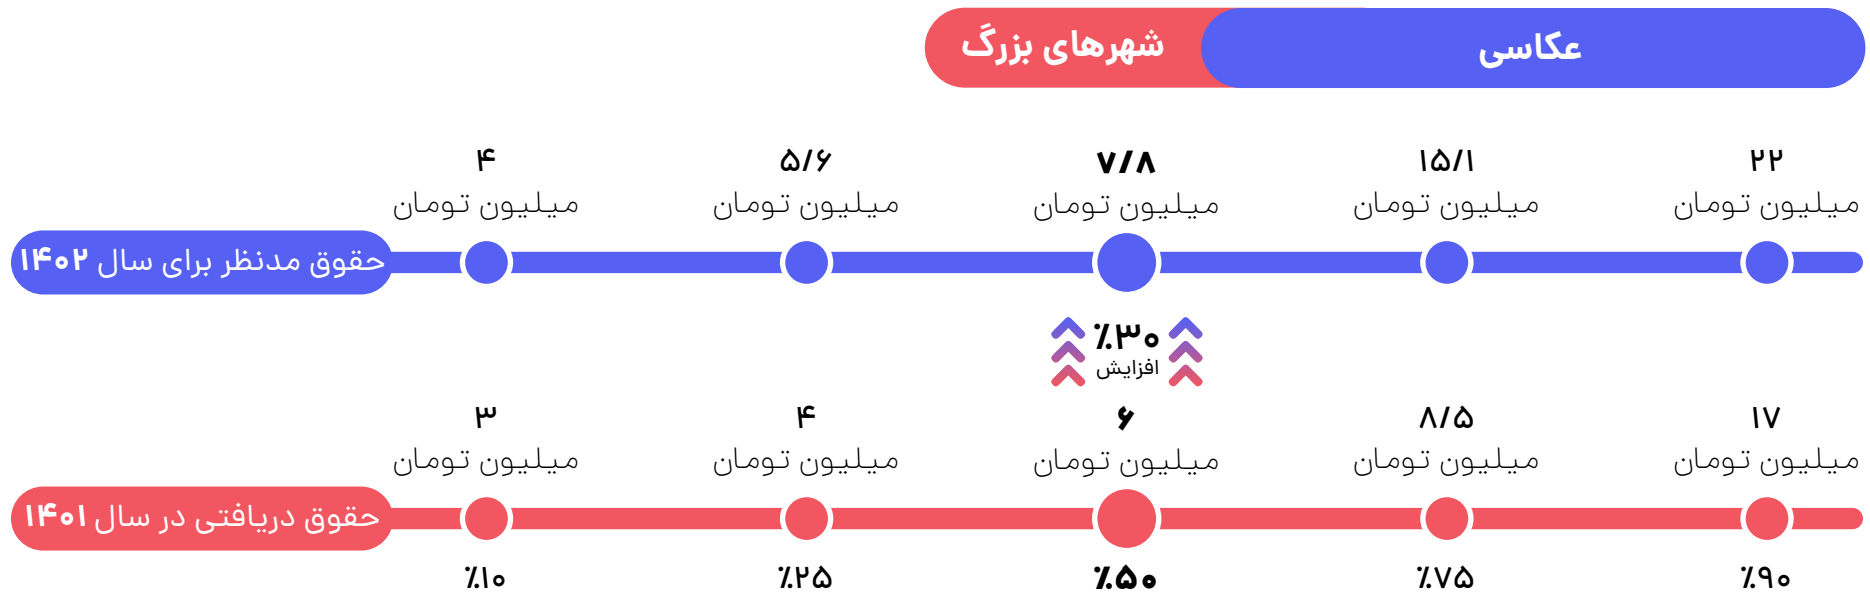 عکاسی
شهرهای بزرگ
۲۲
میلیون تومان
۱۵/۱
میلیون تومان
۷/۸
میلیون تومان
۵/۶
میلیون تومان
۴
میلیون تومان
حقوق مدنظر برای سال ۱۴۰۲
٪۳۰
افزایش
۱۷
میلیون تومان
۸/۵
میلیون تومان
۶
میلیون تومان
۴
میلیون تومان
۳
میلیون تومان
حقوق دریافتی در سال ۱۴۰۱
٪۹۰
٪۷۵
٪۵۰
٪۲۵
٪۱۰